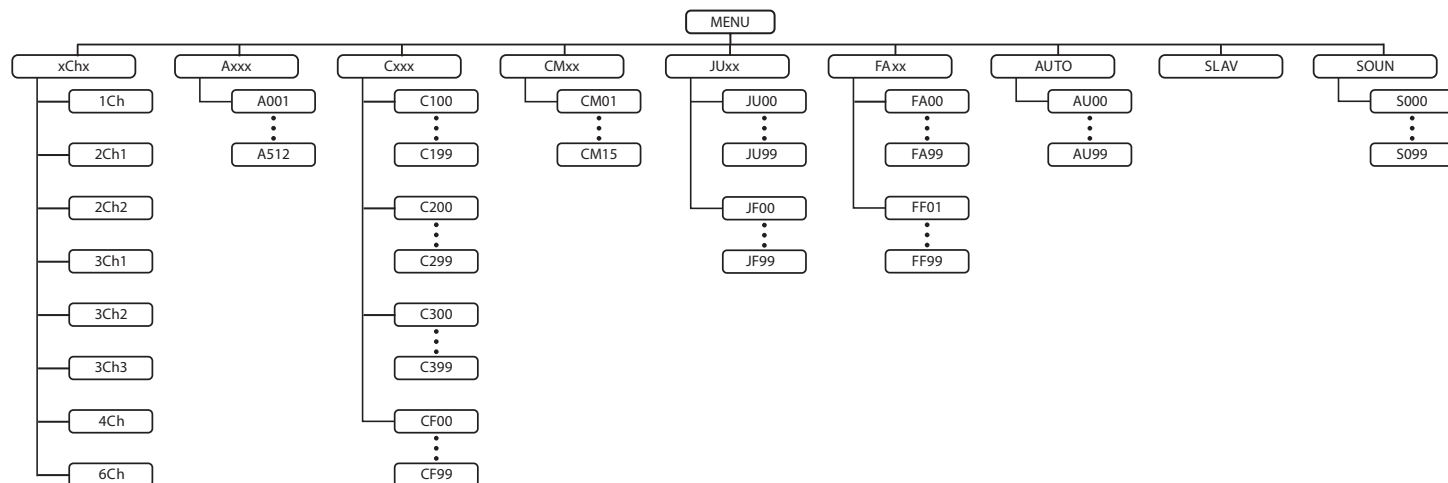 MENU
xChx
Axxx
Cxxx
CMxx
JUxx
FAxx
AUTO
SLAV
SOUN
1Ch
A001
C100
CM01
JU00
FA00
AU00
S000
2Ch1
A512
C199
CM15
JU99
FA99
AU99
S099
2Ch2
C200
JF00
FF01
3Ch1
C299
JF99
FF99
3Ch2
C300
3Ch3
C399
4Ch
CF00
6Ch
CF99